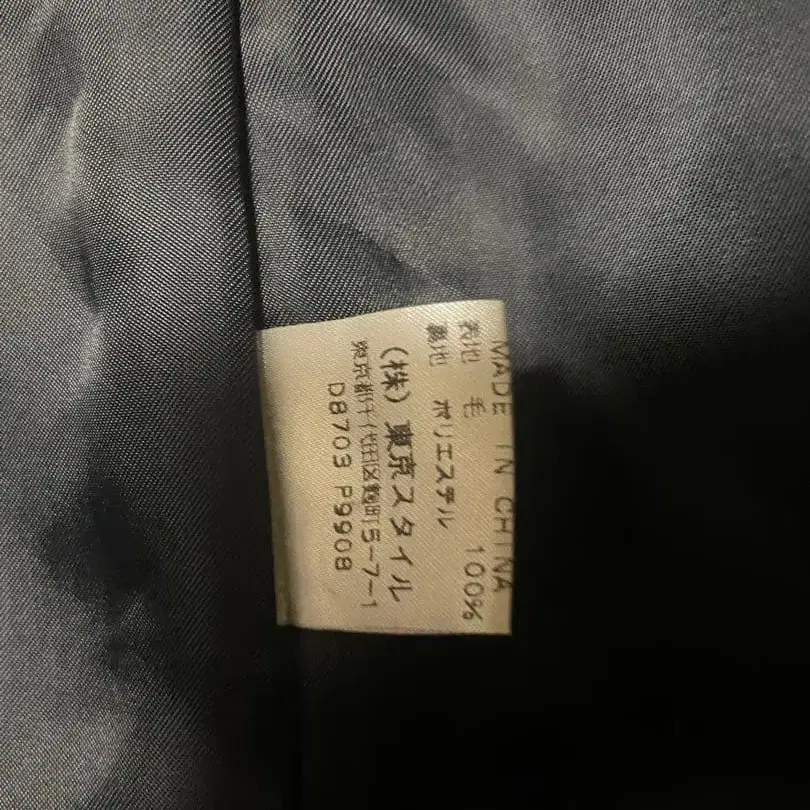 MADE IN CHINA
表地 毛 100%
裏地 ポリエステル
(株)東京スタイル
東京都千代田区麹町5-7-1
D8703 P9908